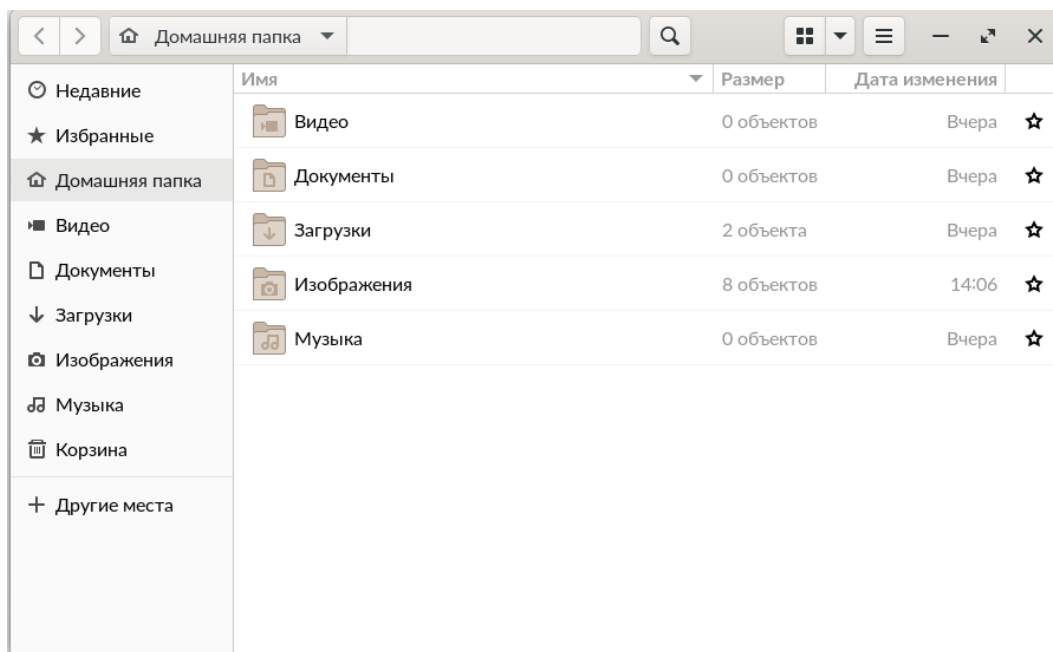 Домашняя папка
Недавние
Избранные
Домашняя папка
Видео
Документы
Загрузки
Изображения
Музыка
Корзина
Другие места
Имя Размер Дата изменения
Видео 0 объектов Вчера
Документы 0 объектов Вчера
Загрузки 2 объекта Вчера
Изображения 8 объектов 14:06
Музыка 0 объектов Вчера